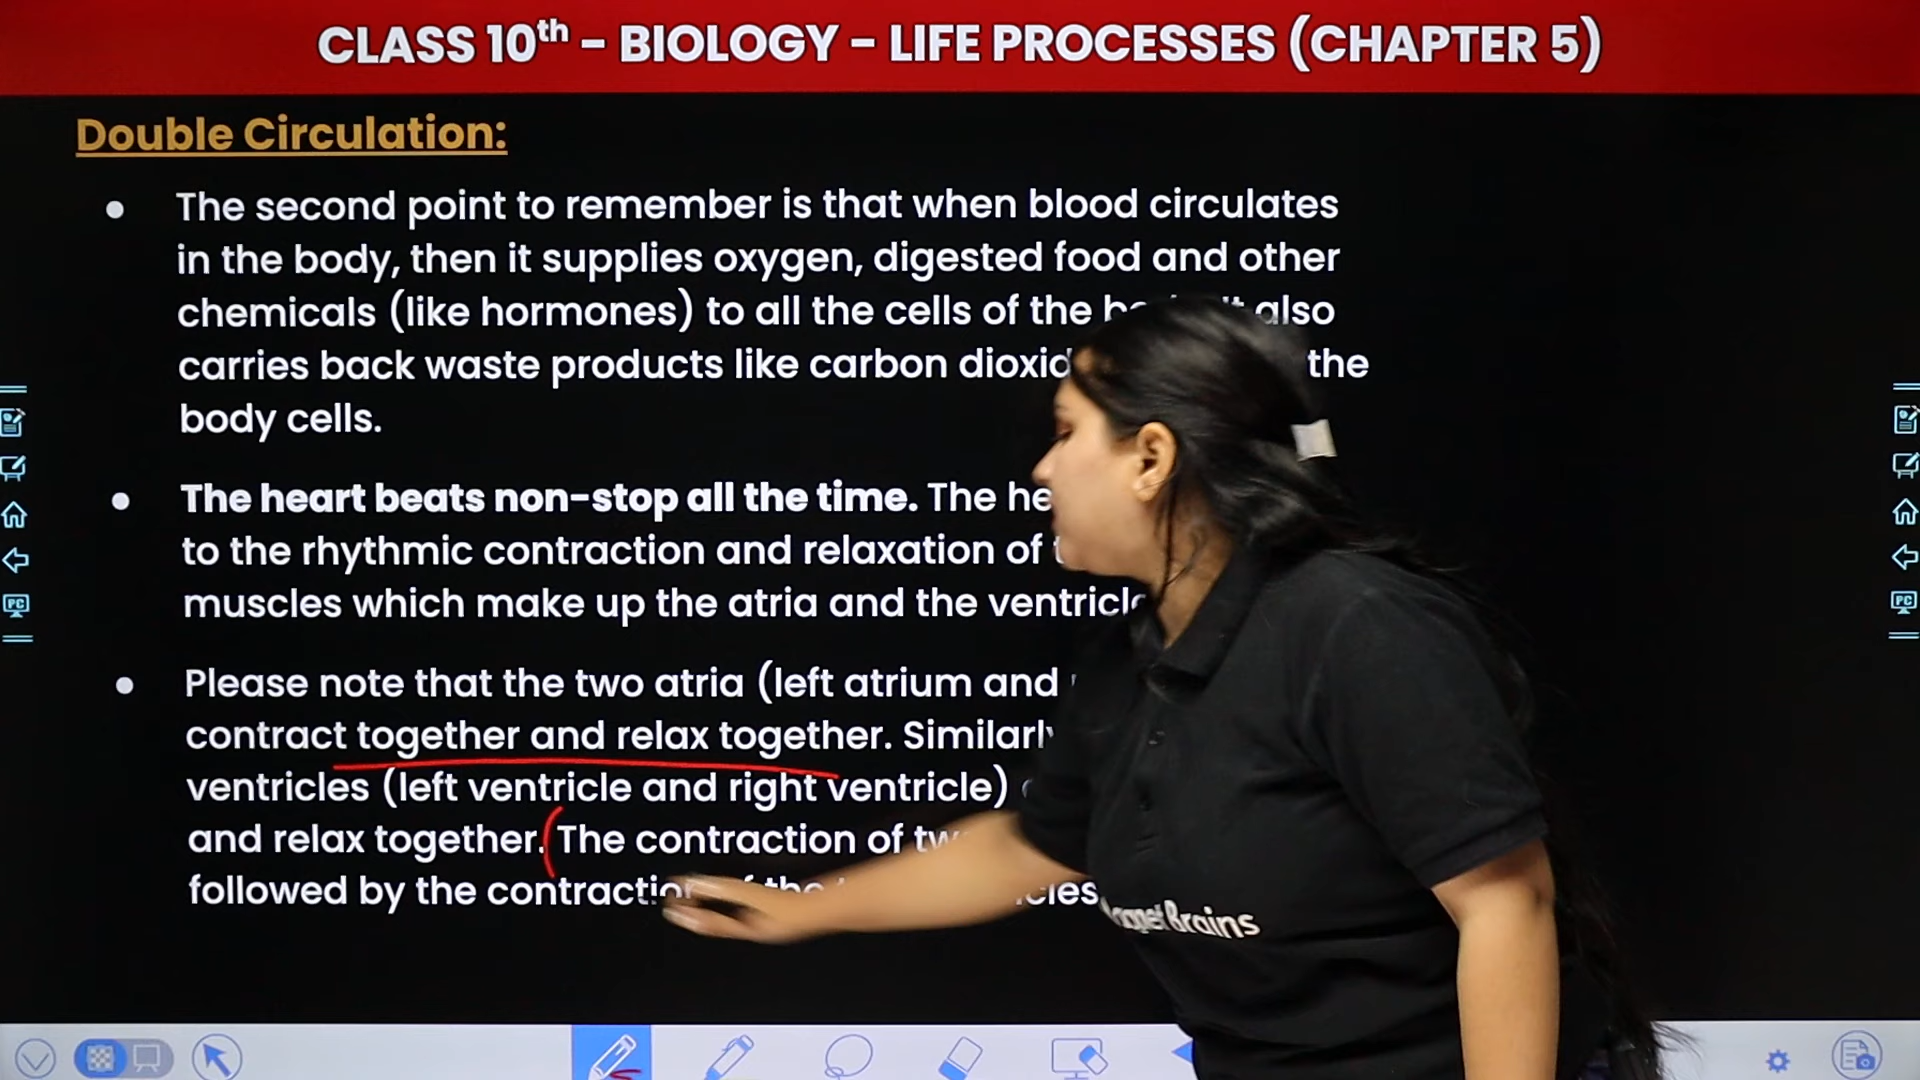 CLASS 10th - BIOLOGY - LIFE PROCESSES (CHAPTER 5)
Double Circulation:
• The second point to remember is that when blood circulates
in the body, then it supplies oxygen, digested food and other
chemicals (like hormones) to all the cells of the also
carries back waste products like carbon the
body cells.
• The heart beats non-stop all the time. The
to the rhythmic contraction and relaxation of
muscles which make up the atria and the
• Please note that the two atria (left atrium and
contract together and relax together.
ventricles (left ventricle and right ventricle)
and relax together. (The contraction of
followed by the of the
Brains
PC
PC